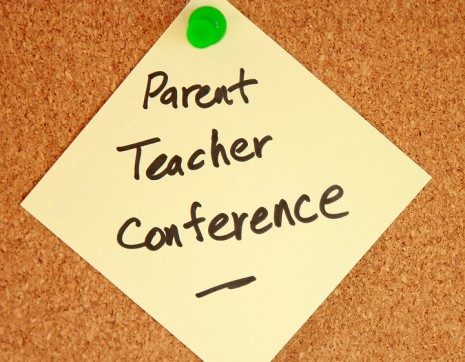 Parent
Teacher
Conference
—